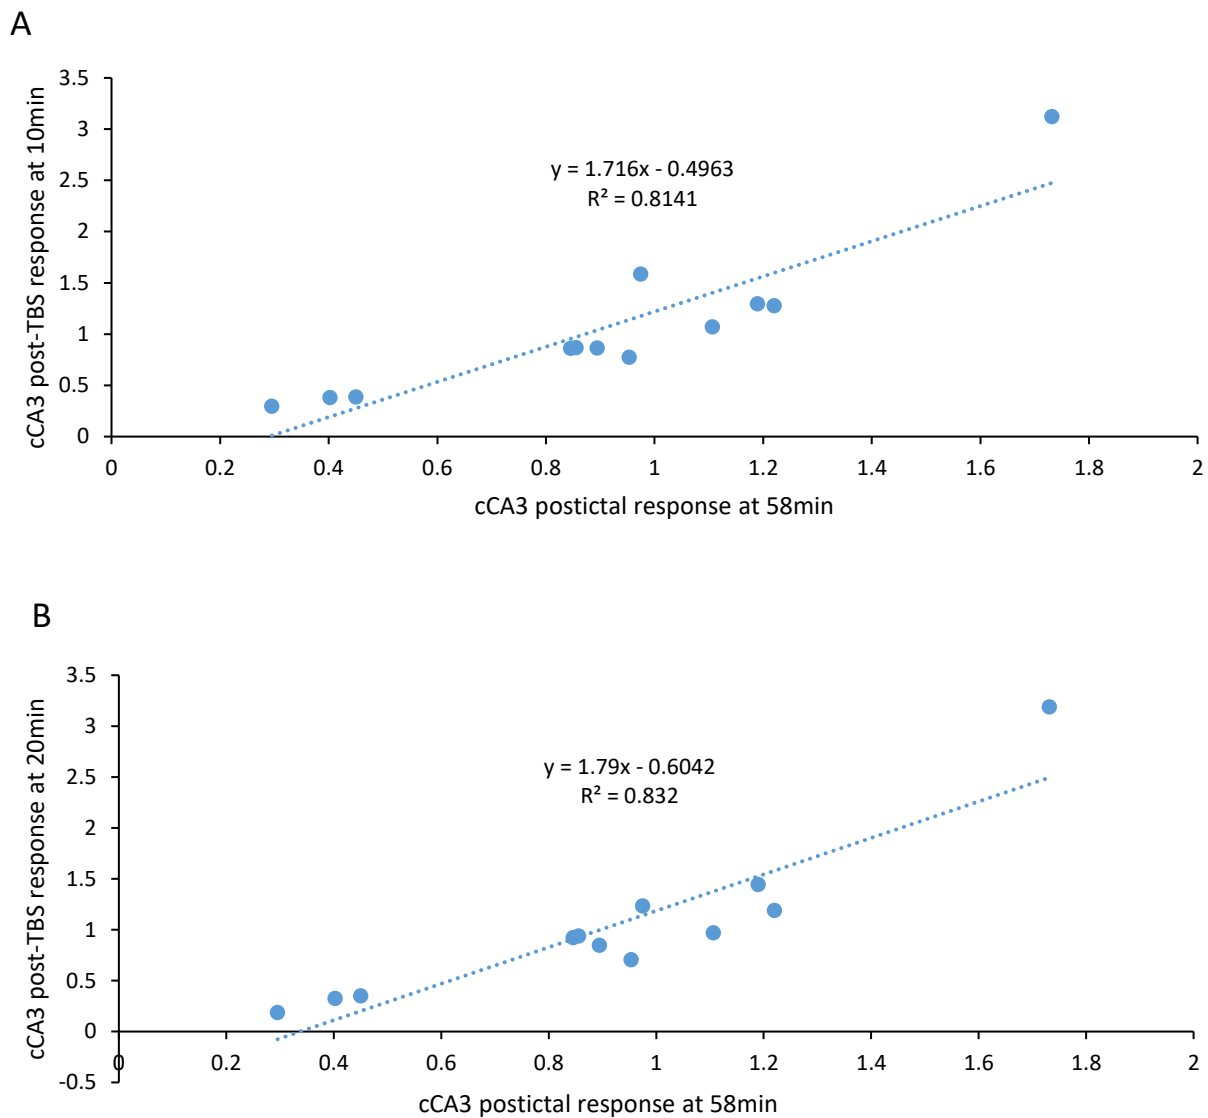 A
cCA3 post-TBS response at 10min
3.5
3
2.5
2
1.5
1
0.5
0
y = 1.716x - 0.4963
R² = 0.8141
0 0.2 0.4 0.6 0.8 1 1.2 1.4 1.6 1.8 2
cCA3 postictal response at 58min
B
cCA3 post-TBS response at 20min
3.5
3
2.5
2
1.5
1
0.5
0
-0.5
y = 1.79x - 0.6042
R² = 0.832
0 0.2 0.4 0.6 0.8 1 1.2 1.4 1.6 1.8 2
cCA3 postictal response at 58min